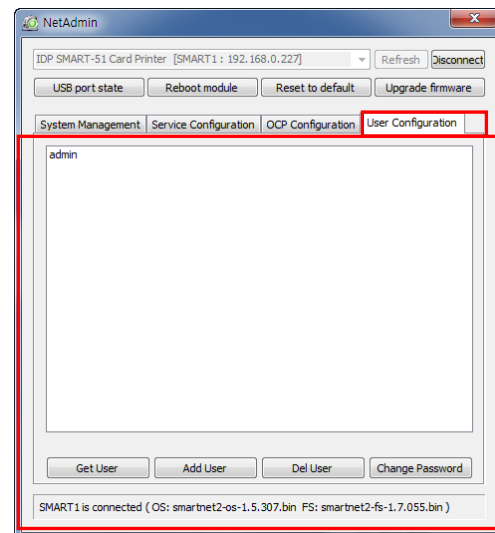 NetAdmin
IDP SMART-51 Card Printer [SMART1 : 192.168.0.227] Refresh Disconnect
USB port state Reboot module Reset to default Upgrade firmware
System Management Service Configuration OCP Configuration User Configuration
admin
Get User Add User Del User Change Password
SMART1 is connected ( OS: smartnet2-os-1.5.307.bin FS: smartnet2-fs-1.7.055.bin )